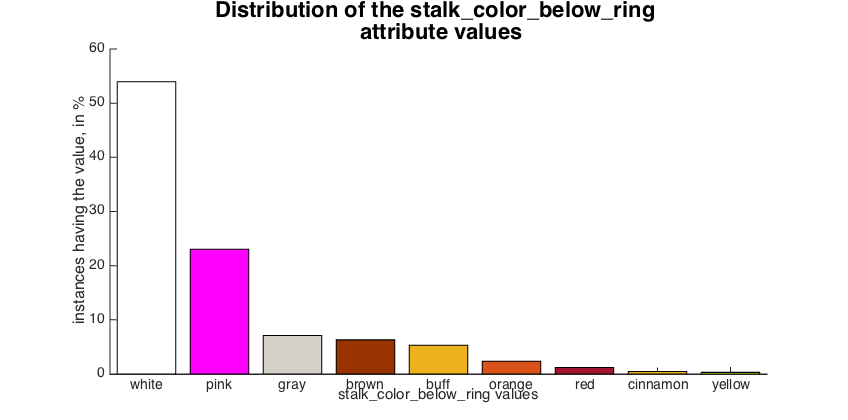 Distribution of the stalk_color_below_ring
attribute values
instances having the value, in %
60
50
40
30
20
10
0
white pink gray brown buff orange red cinnamon yellow
stalk_color_below_ring values